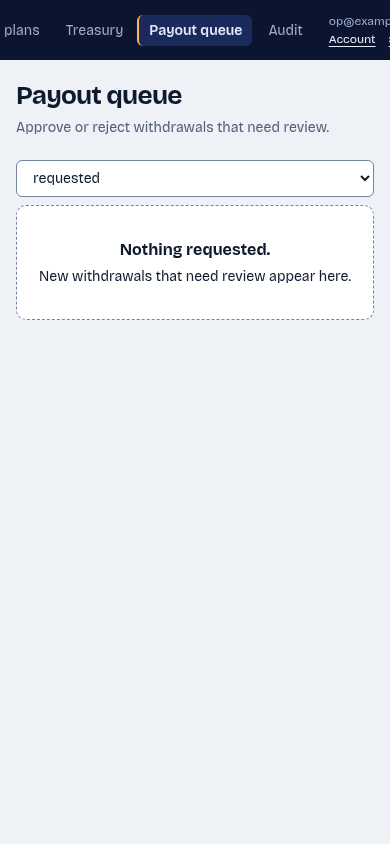 plans Treasury Payout queue Audit
op@examp
Account
Payout queue
Approve or reject withdrawals that need review.
requested
Nothing requested.
New withdrawals that need review appear here.